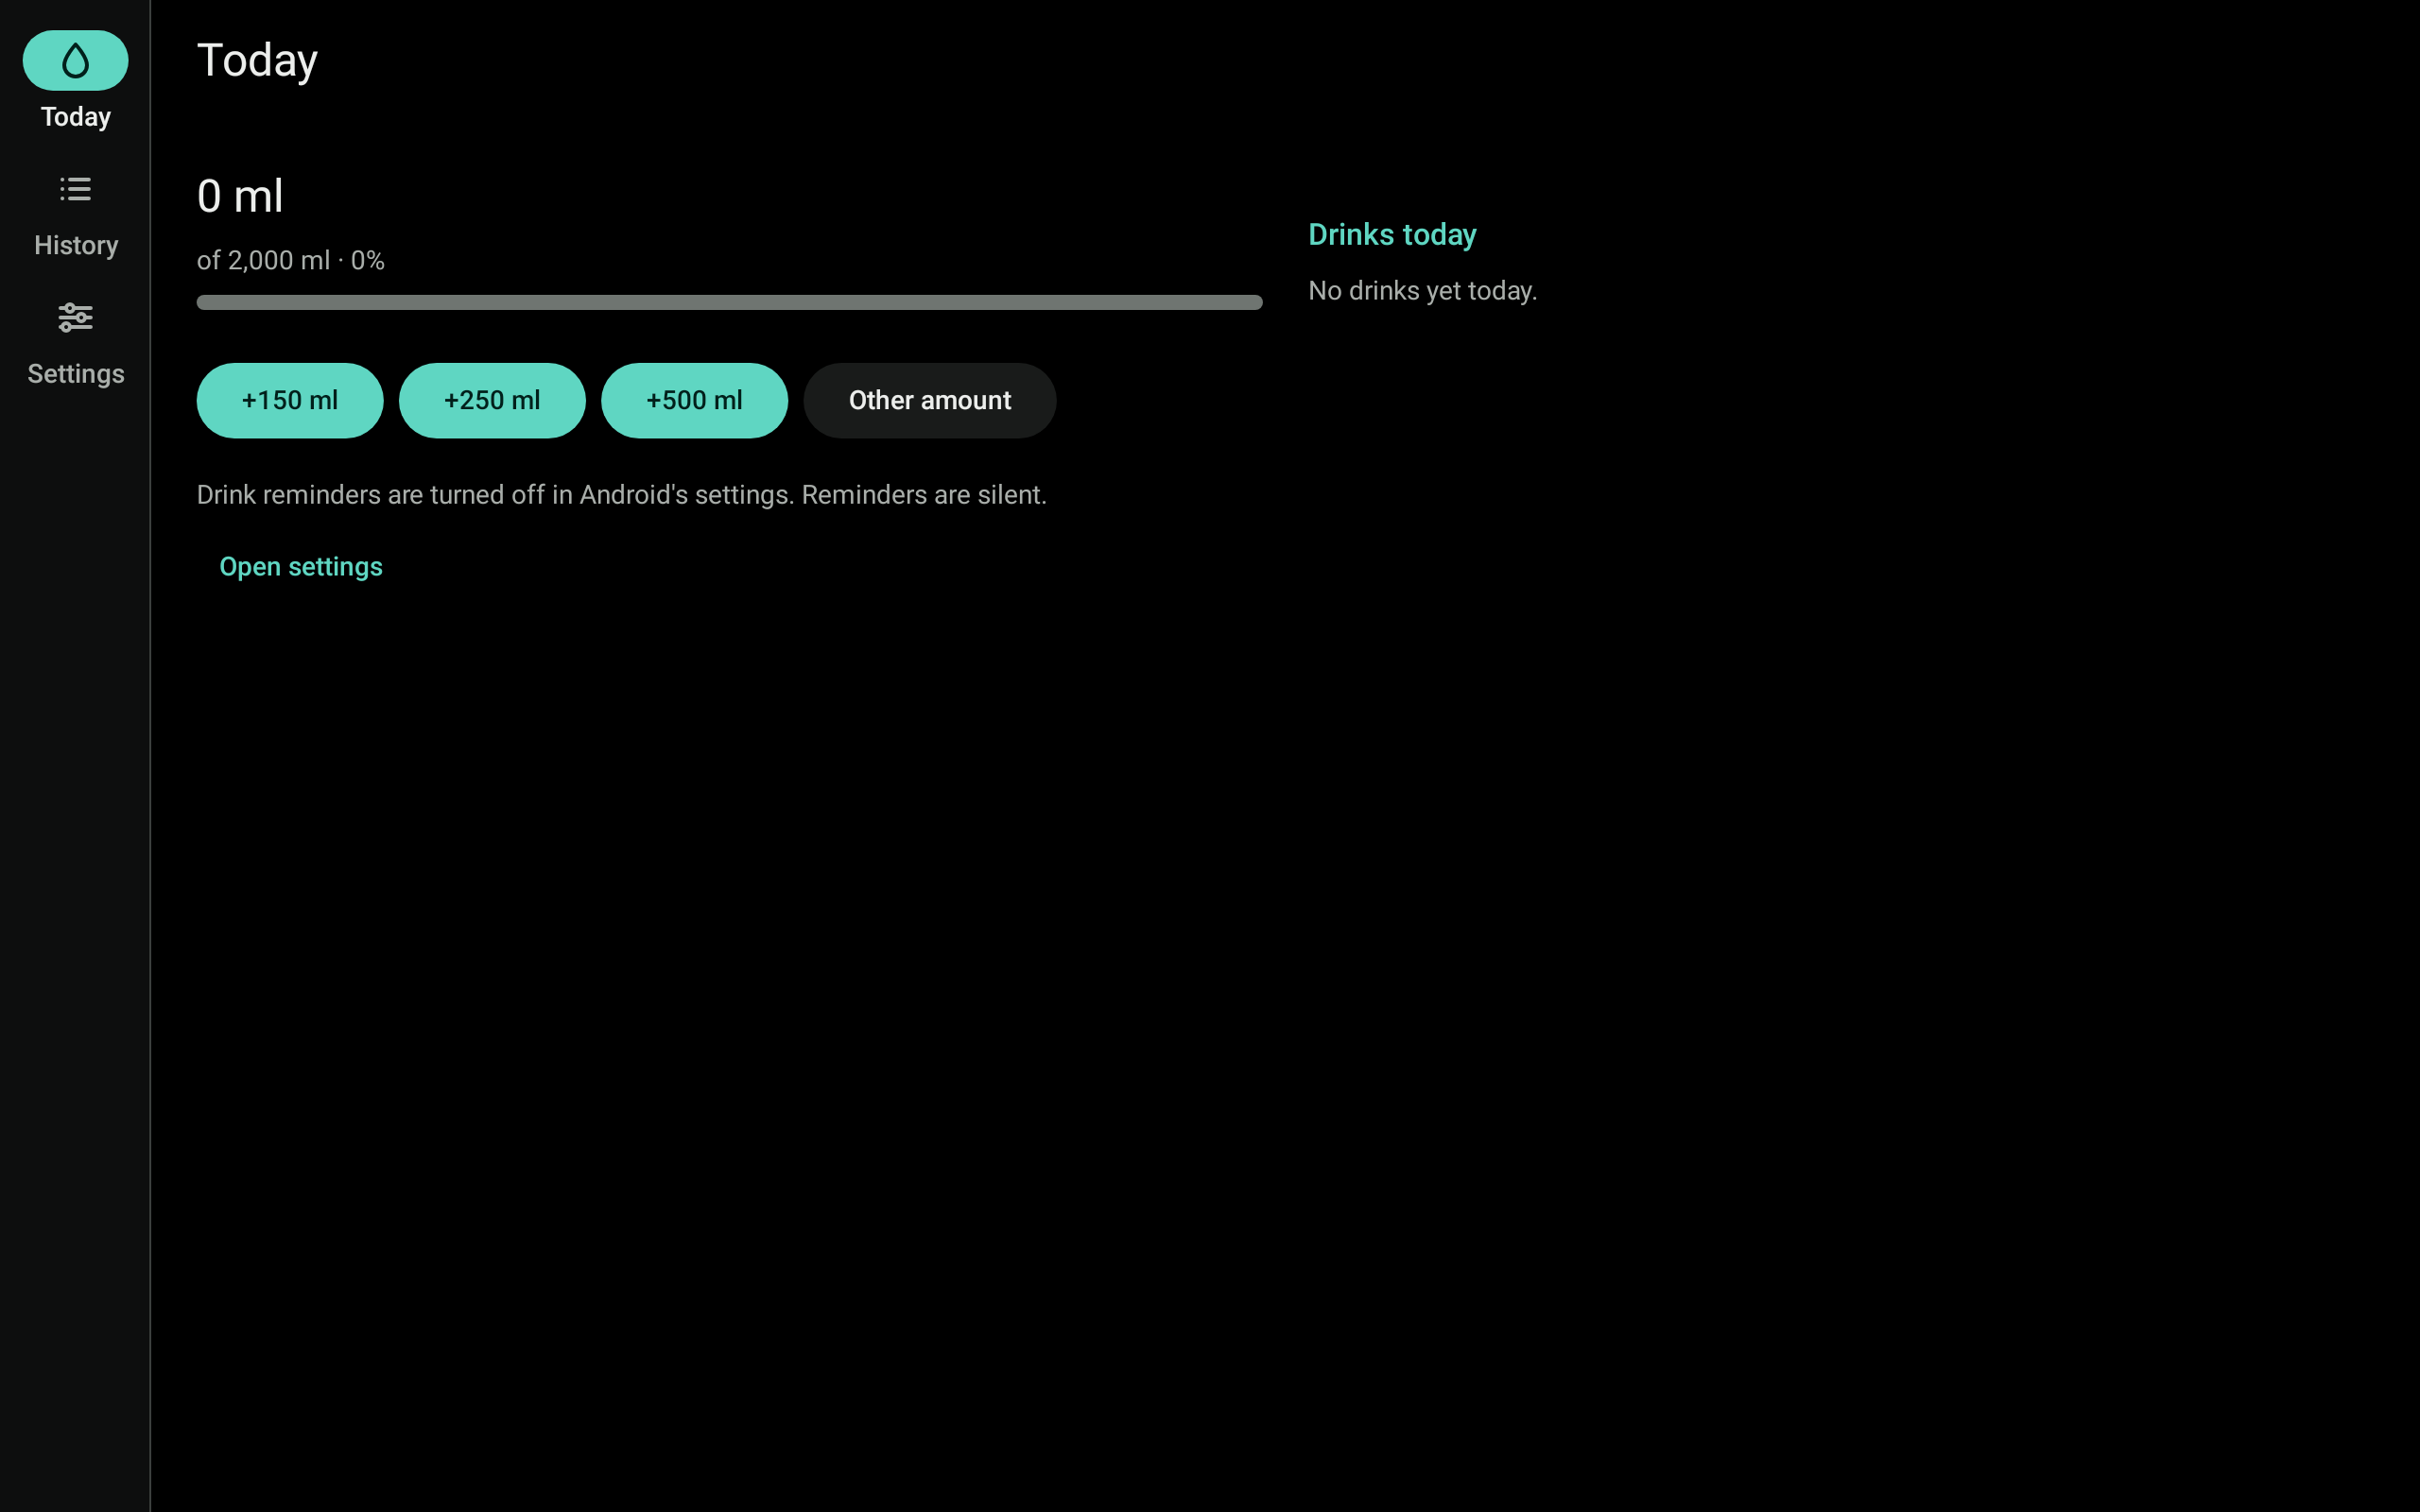 Today
History
Settings
Today
0 ml
of 2,000 ml · 0%
+150 ml
+250 ml
+500 ml
Other amount
Drink reminders are turned off in Android's settings. Reminders are silent.
Open settings
Drinks today
No drinks yet today.